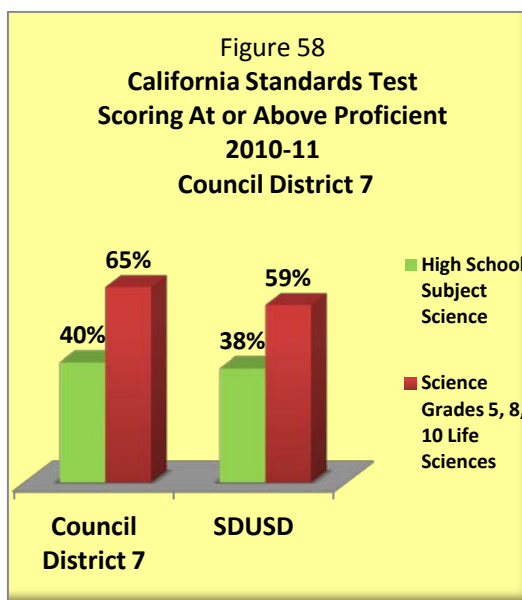 Figure 58
California Standards Test
Scoring At or Above Proficient
2010-11
Council District 7
65%
59%
40%
38%
High School
Subject
Science
Science
Grades 5, 8,
10 Life
Sciences
Council
District 7
SDUSD